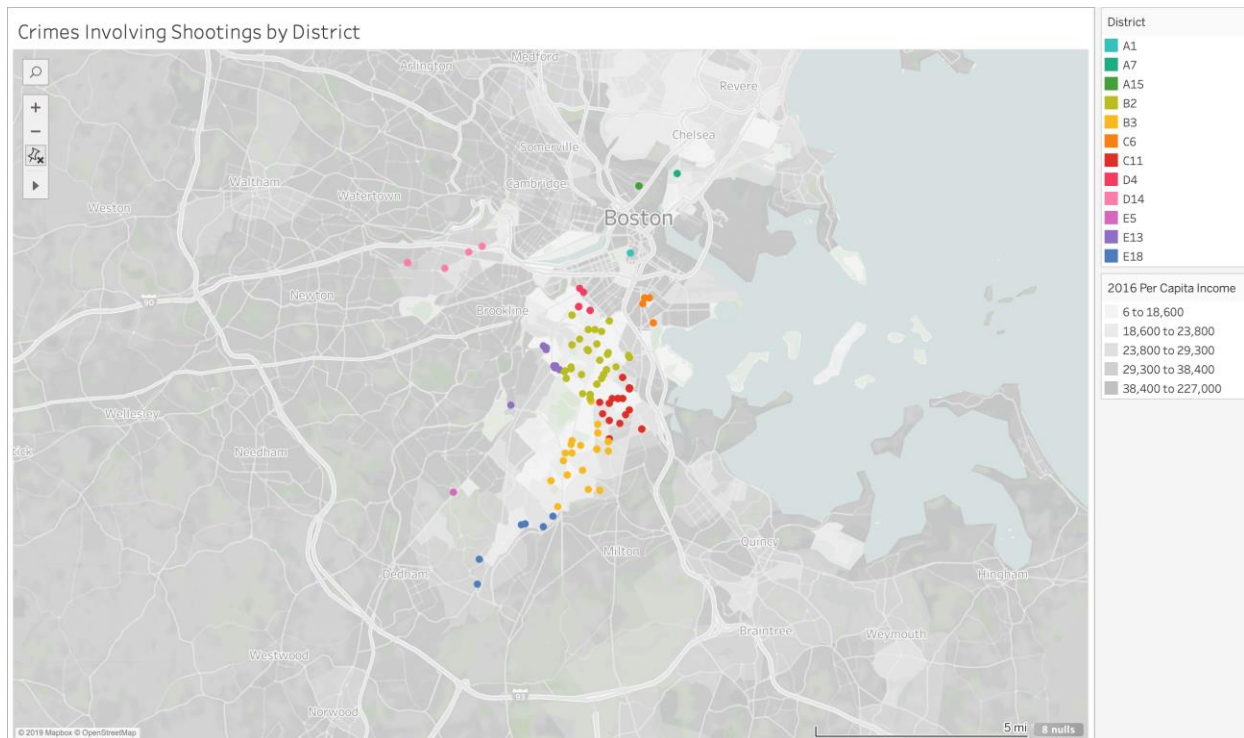 Crimes Involving Shootings by District
Arlington
Medford
Revere
Chelsea
Somerville
Waltham
Watertown
Cambridge
Weston
Boston
Newton
90
Brookline
Wellesley
Needham
tick
Milton
Quincy
Dedham
Hingham
Braintree
Weymouth
Westwood
93
Norwood
© 2019 Mapbox © OpenStreetMap
5 mi
8 nulls
District
A1
A7
A15
B2
B3
C6
C11
D4
D14
E5
E13
E18
2016 Per Capita Income
6 to 18,600
18,600 to 23,800
23,800 to 29,300
29,300 to 38,400
38,400 to 227,000